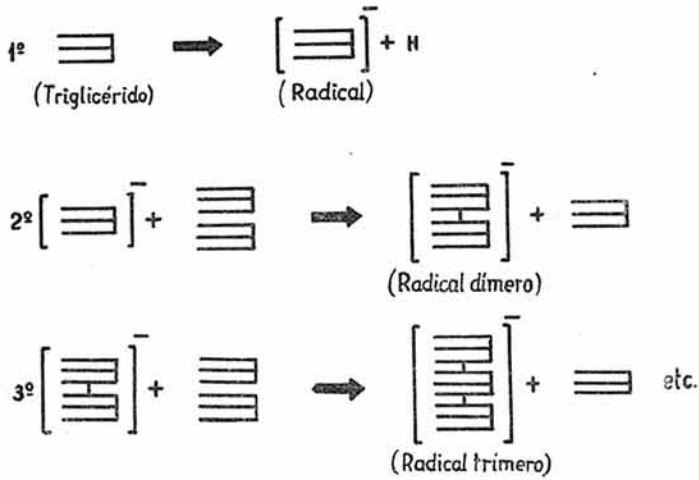 1º
+ H
(Triglicérido)
(Radical)
2º
+
+
(Radical dímero)
3º
+
+
etc.
(Radical trímero)